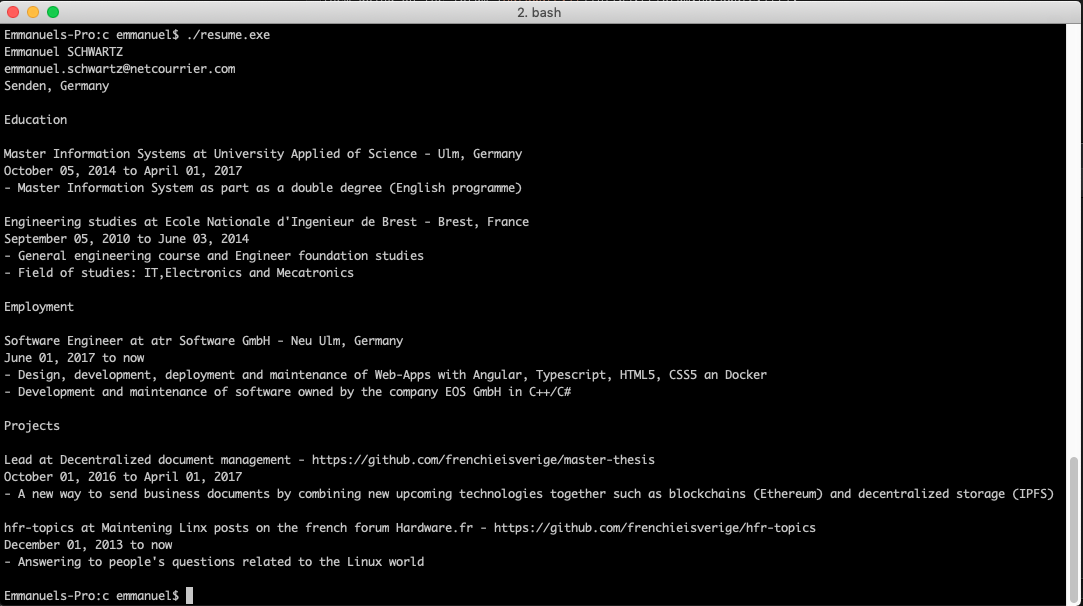 2. bash
Emmanuels-Pro:c emmanuel$ ./resume.exe
Emmanuel SCHWARTZ
emmanuel.schwartz@netcourrier.com
Senden, Germany
Education
Master Information Systems at University Applied of Science - Ulm, Germany
October 05, 2014 to April 01, 2017
- Master Information System as part as a double degree (English programme)
Engineering studies at Ecole Nationale d'Ingenieur de Brest - Brest, France
September 05, 2010 to June 03, 2014
- General engineering course and Engineer foundation studies
- Field of studies: IT,Electronics and Mecatronics
Employment
Software Engineer at atr Software GmbH - Neu Ulm, Germany
June 01, 2017 to now
- Design, development, deployment and maintenance of Web-Apps with Angular, Typescript, HTML5, CSS5 an Docker
- Development and maintenance of software owned by the company EOS GmbH in C++/C#
Projects
Lead at Decentralized document management - https://github.com/frenchieisverige/master-thesis
October 01, 2016 to April 01, 2017
- A new way to send business documents by combining new upcoming technologies together such as blockchains (Ethereum) and decentralized storage (IPFS)
hfr-topics at Maintening Linx posts on the french forum Hardware.fr - https://github.com/frenchieisverige/hfr-topics
December 01, 2013 to now
- Answering to people's questions related to the Linux world
Emmanuels-Pro:c emmanuel$